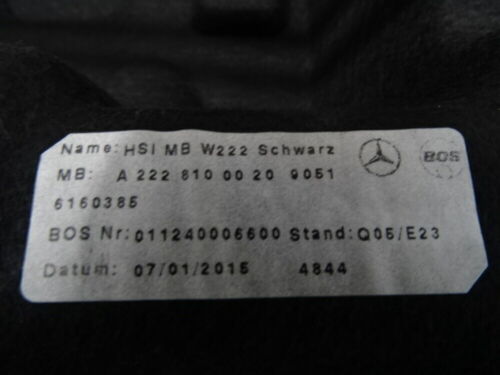 Name: HSI MB W222 Schwarz
BOS
MB: A 222 810 00 20 9051
6160385
BOS Nr: 011240006600 Stand: Q05/E23
Datum: 07/01/2015 4844